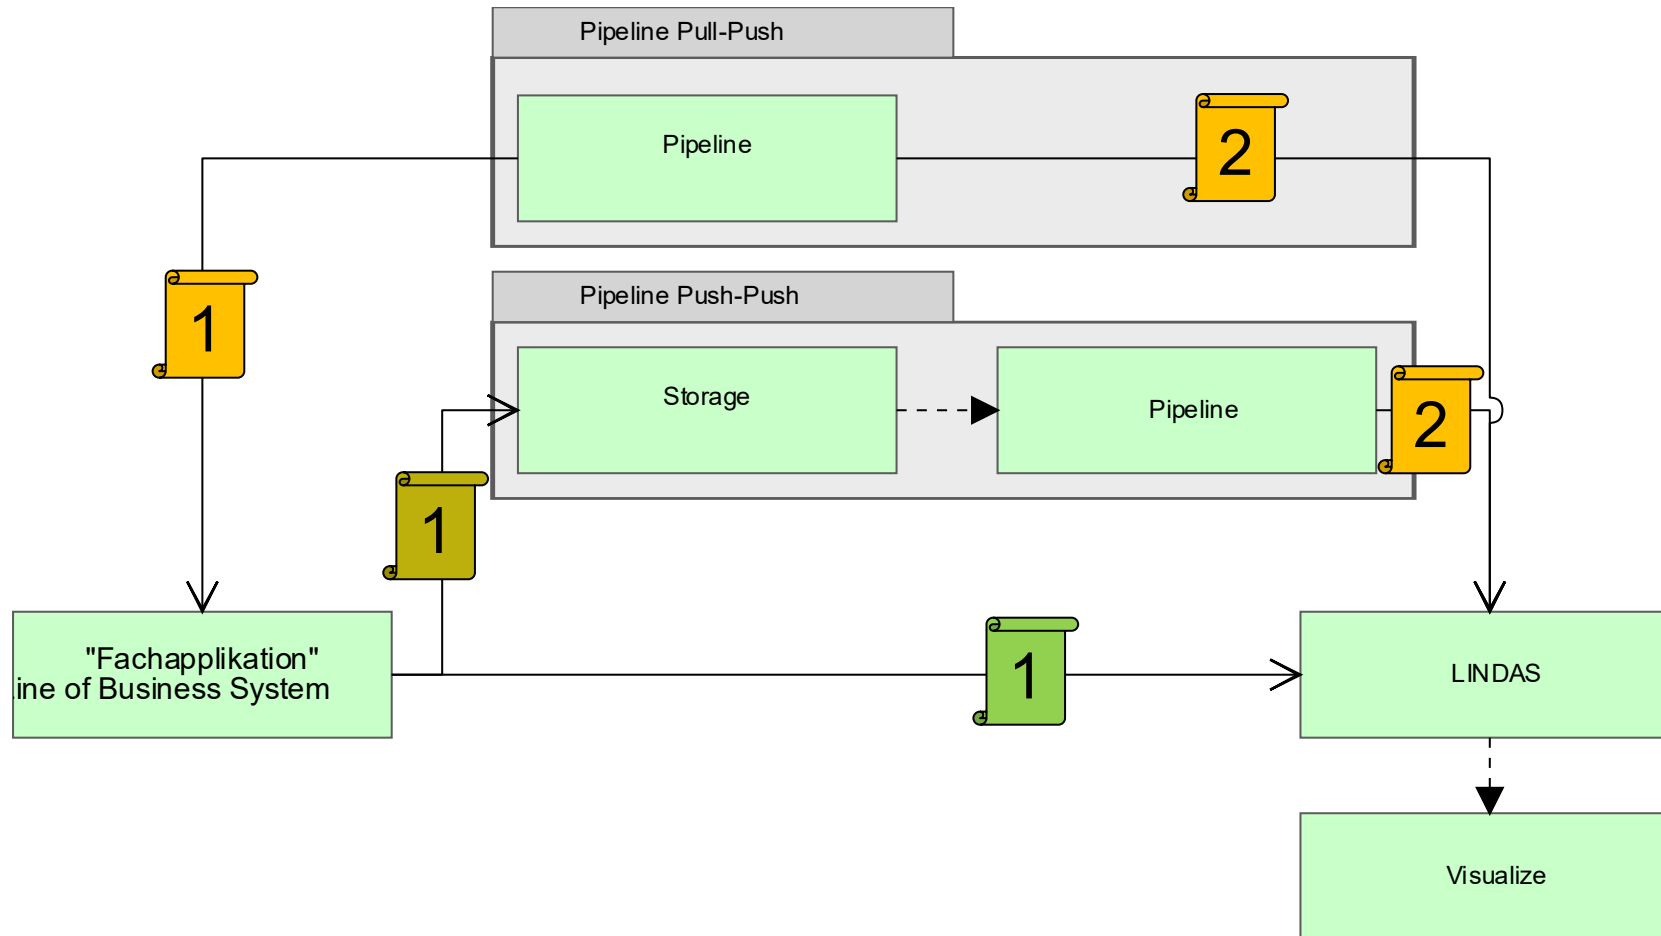 Pipeline Pull-Push
Pipeline
2
1
Pipeline Push-Push
Storage
Pipeline
2
1
"Fachapplikation"
ine of Business System
1
LINDAS
Visualize